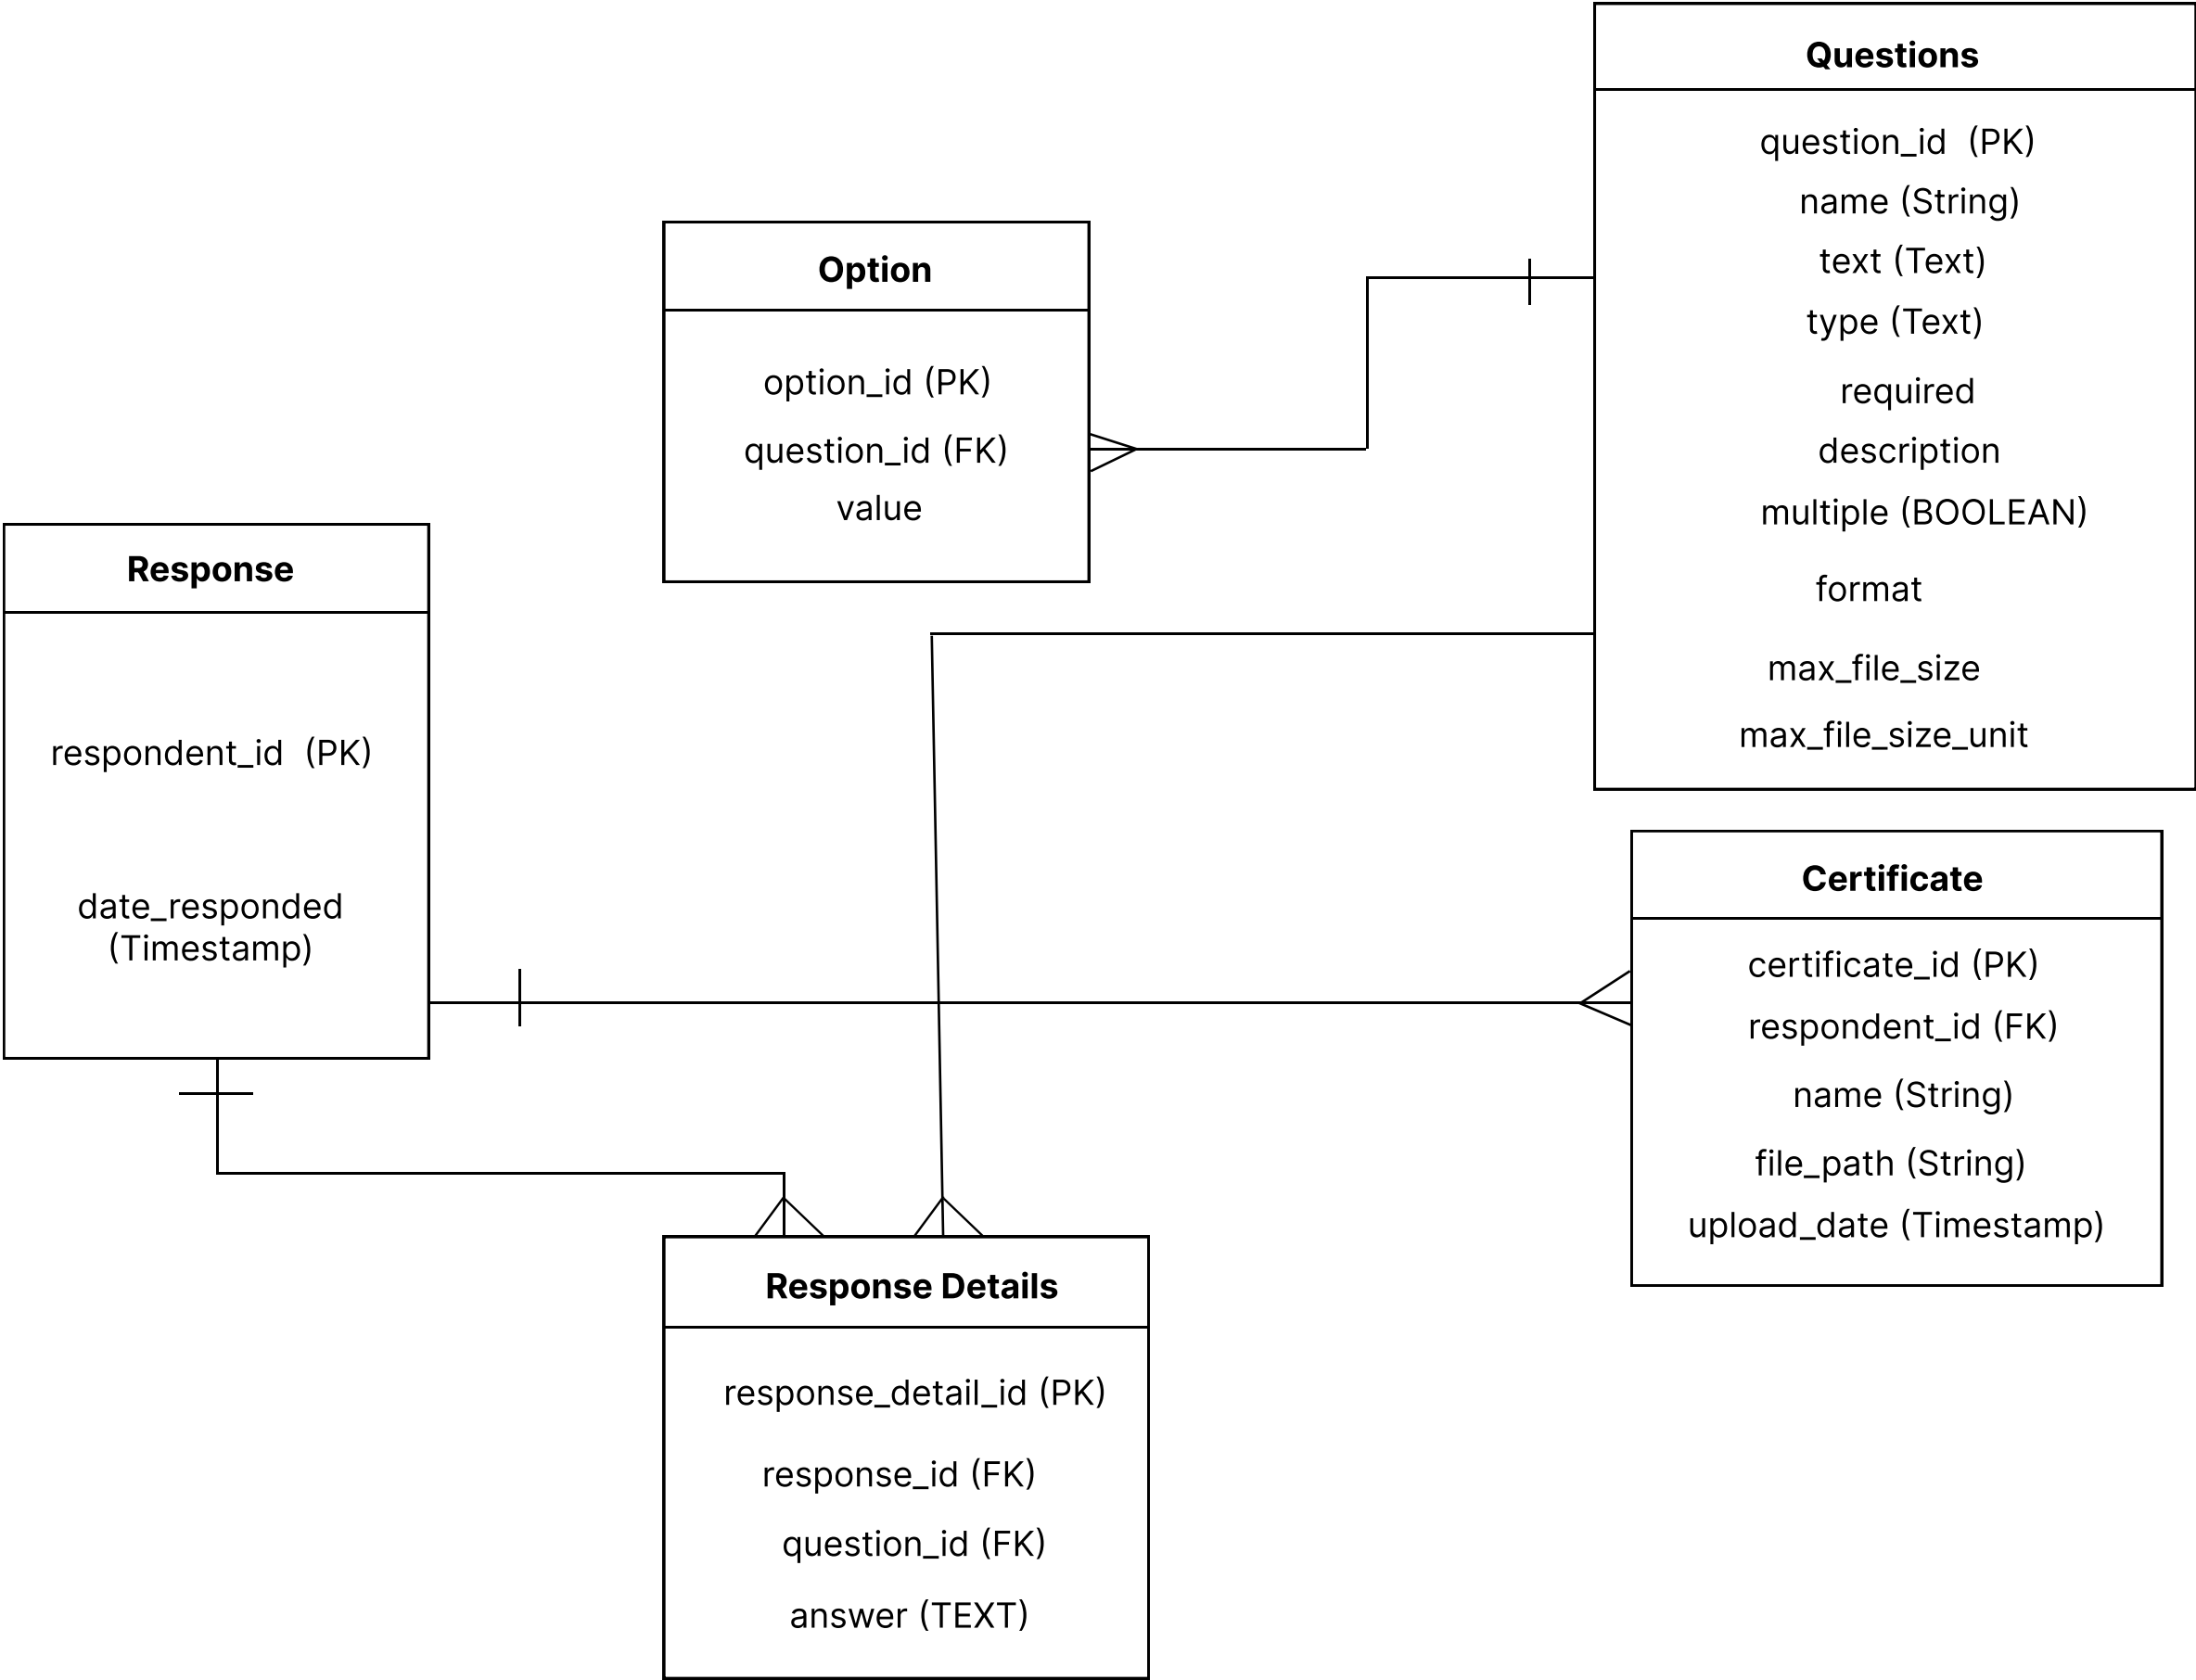 Questions
question_id  (PK)
name (String)
text (Text)
type (Text)
required
description
multiple (BOOLEAN)
format
max_file_size
max_file_size_unit
Option
option_id (PK)
question_id (FK)
value
Response
respondent_id  (PK)
date_responded
(Timestamp)
Certificate
certificate_id (PK)
respondent_id (FK)
name (String)
file_path (String)
upload_date (Timestamp)
Response Details
response_detail_id (PK)
response_id (FK)
question_id (FK)
answer (TEXT)